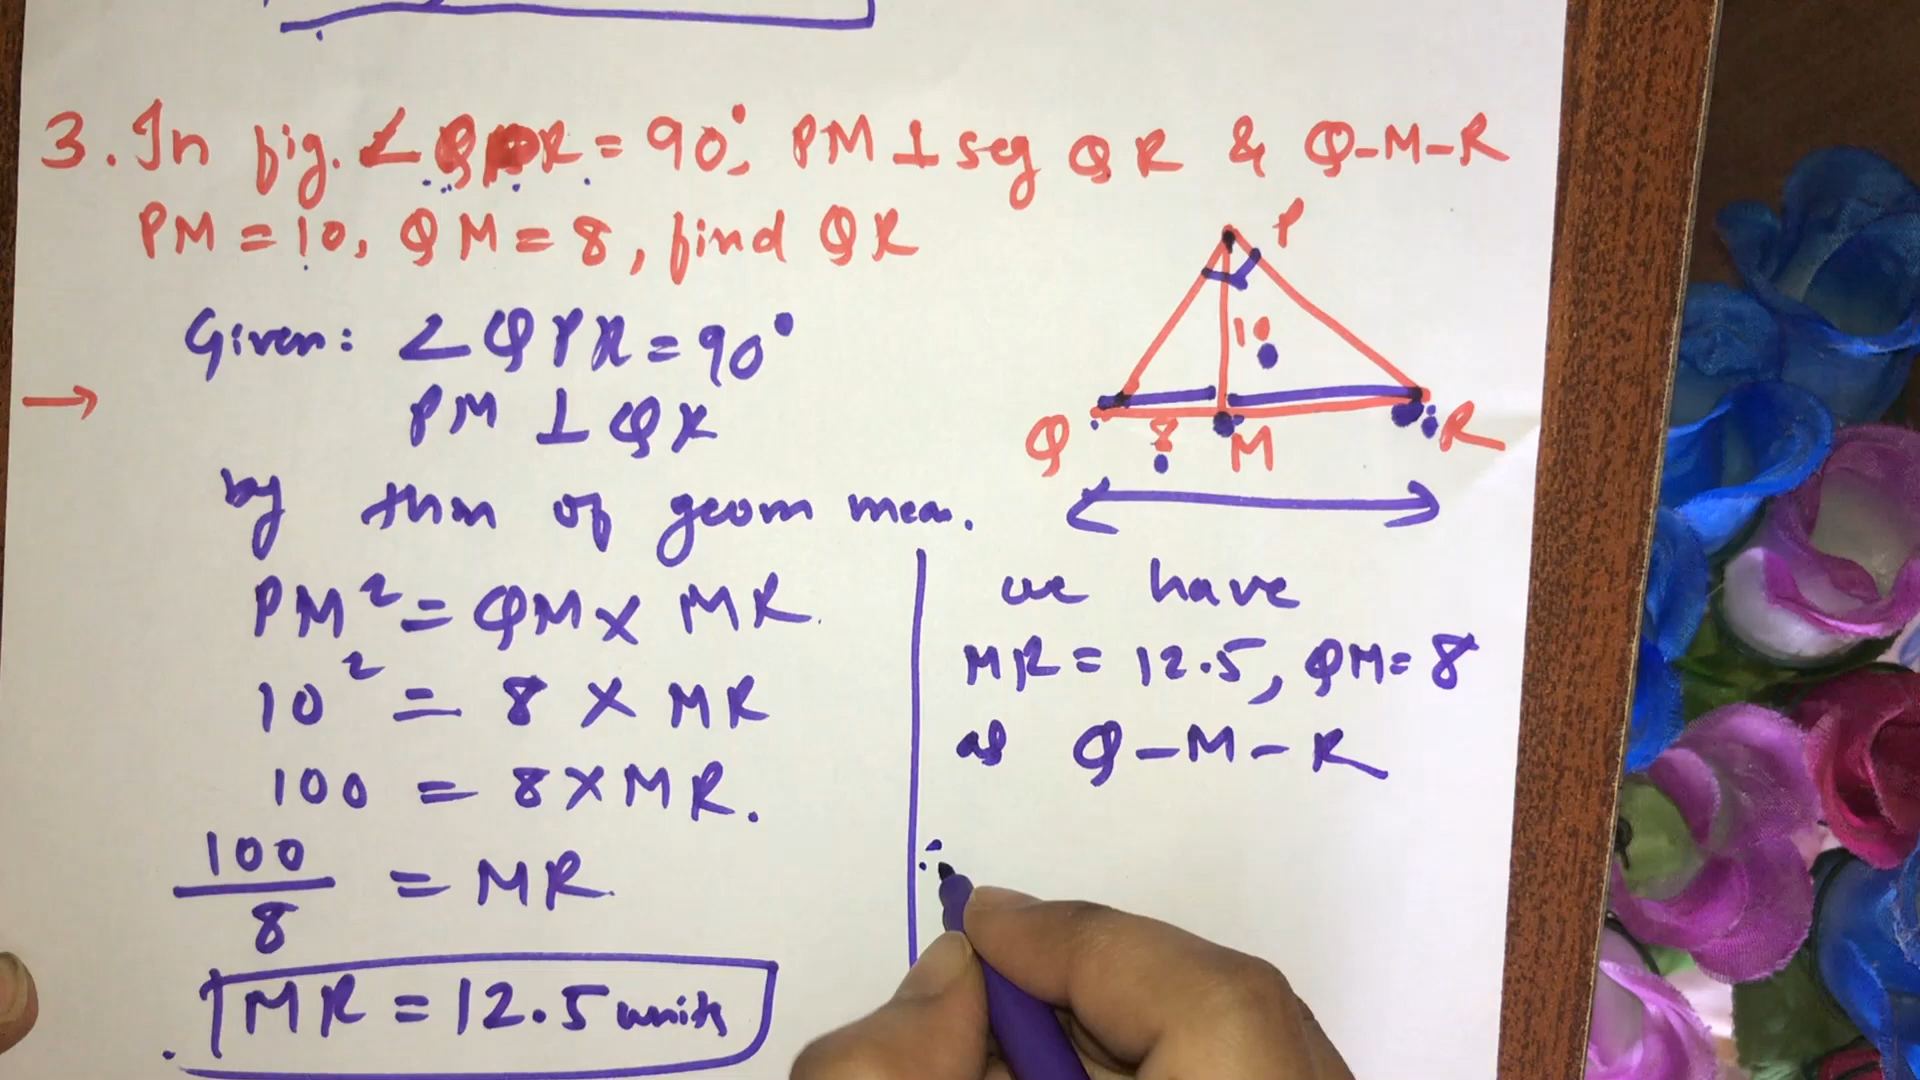 3. In fig. ∠QPR = 90°, PM ⊥ seg QR & Q-M-R
PM = 10, QM = 8, find QR
P
10
Q 8 M R
Given: ∠QPR = 90°
→ PM ⊥ QR
by thm of geom mean.
PM² = QM × MR.
10² = 8 × MR
100 = 8 × MR.
100/8 = MR.
MR = 12.5 units
we have
MR = 12.5, QM = 8
as Q - M - R
∴